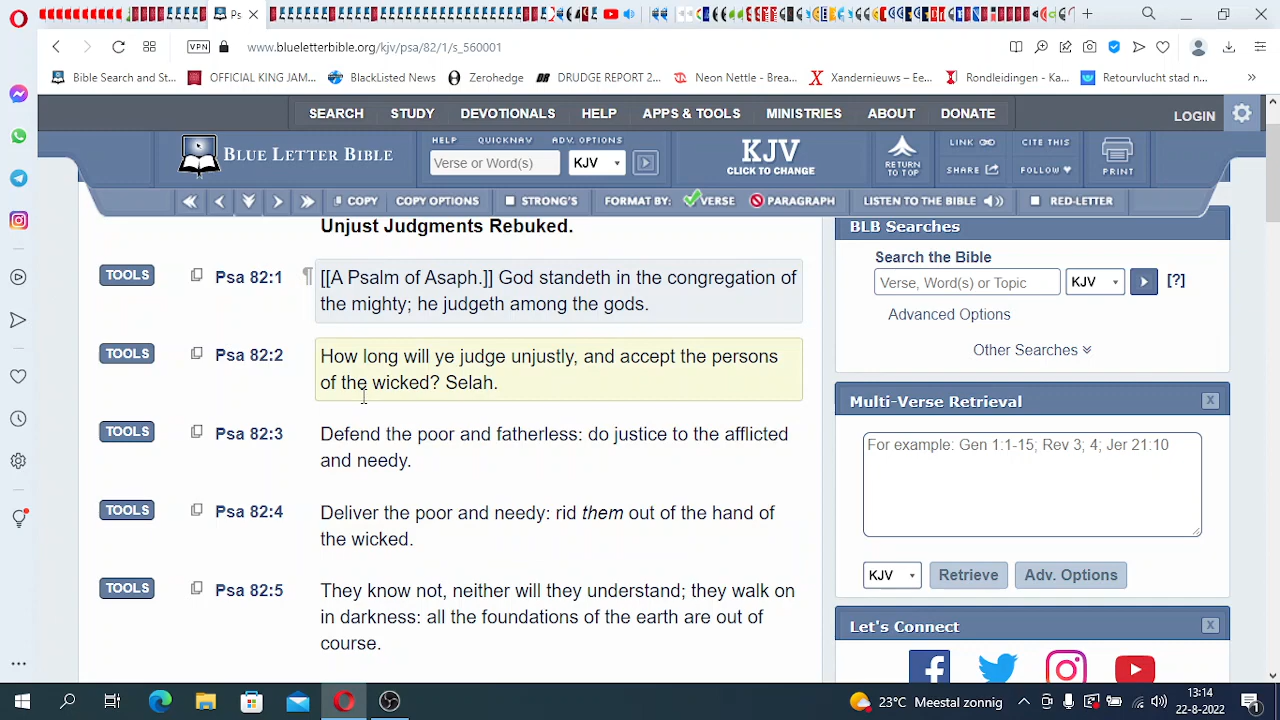 Ps
www.blueletterbible.org/kjv/psa/82/1/s_560001
VPN
Bible Search and St...
OFFICIAL KING JAM...
BlackListed News
Zerohedge
DRUDGE REPORT 2...
Neon Nettle - Brea...
Xandernieuws – Ee...
Rondleidingen - Ka...
Retourvlucht stad n...
SEARCH STUDY DEVOTIONALS HELP APPS & TOOLS MINISTRIES ABOUT DONATE
LOGIN
BLUE LETTER BIBLE
HELP QUICKNAV ADV. OPTIONS
Verse or Word(s)
KJV
KJV
CLICK TO CHANGE
RETURN
TO TOP
LINK
CITE THIS
SHARE
FOLLOW
PRINT
COPY
COPY OPTIONS
STRONG'S
FORMAT BY:
VERSE
PARAGRAPH
LISTEN TO THE BIBLE
RED-LETTER
Unjust Judgments Rebuked.
TOOLS
Psa 82:1
¶
[[A Psalm of Asaph.]] God standeth in the congregation of
the mighty; he judgeth among the gods.
TOOLS
Psa 82:2
How long will ye judge unjustly, and accept the persons
of the wicked? Selah.
TOOLS
Psa 82:3
Defend the poor and fatherless: do justice to the afflicted
and needy.
TOOLS
Psa 82:4
Deliver the poor and needy: rid them out of the hand of
the wicked.
TOOLS
Psa 82:5
They know not, neither will they understand; they walk on
in darkness: all the foundations of the earth are out of
course.
BLB Searches
Search the Bible
Verse, Word(s) or Topic
KJV
[?]
Advanced Options
Other Searches
Multi-Verse Retrieval
X
For example: Gen 1:1-15; Rev 3; 4; Jer 21:10
KJV
Retrieve
Adv. Options
Let's Connect
X
23°C Meestal zonnig
13:14
22-8-2022
1